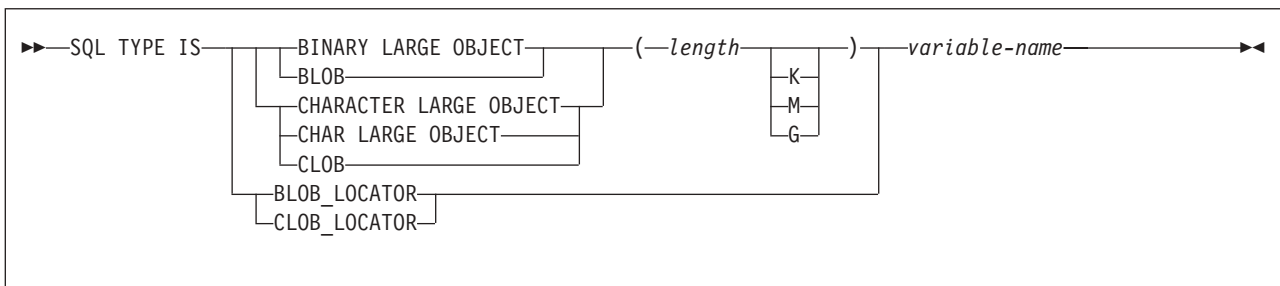 SQL TYPE IS BINARY LARGE OBJECT ( length ) variable-name
BLOB K
CHARACTER LARGE OBJECT M
CHAR LARGE OBJECT G
CLOB
BLOB_LOCATOR
CLOB_LOCATOR